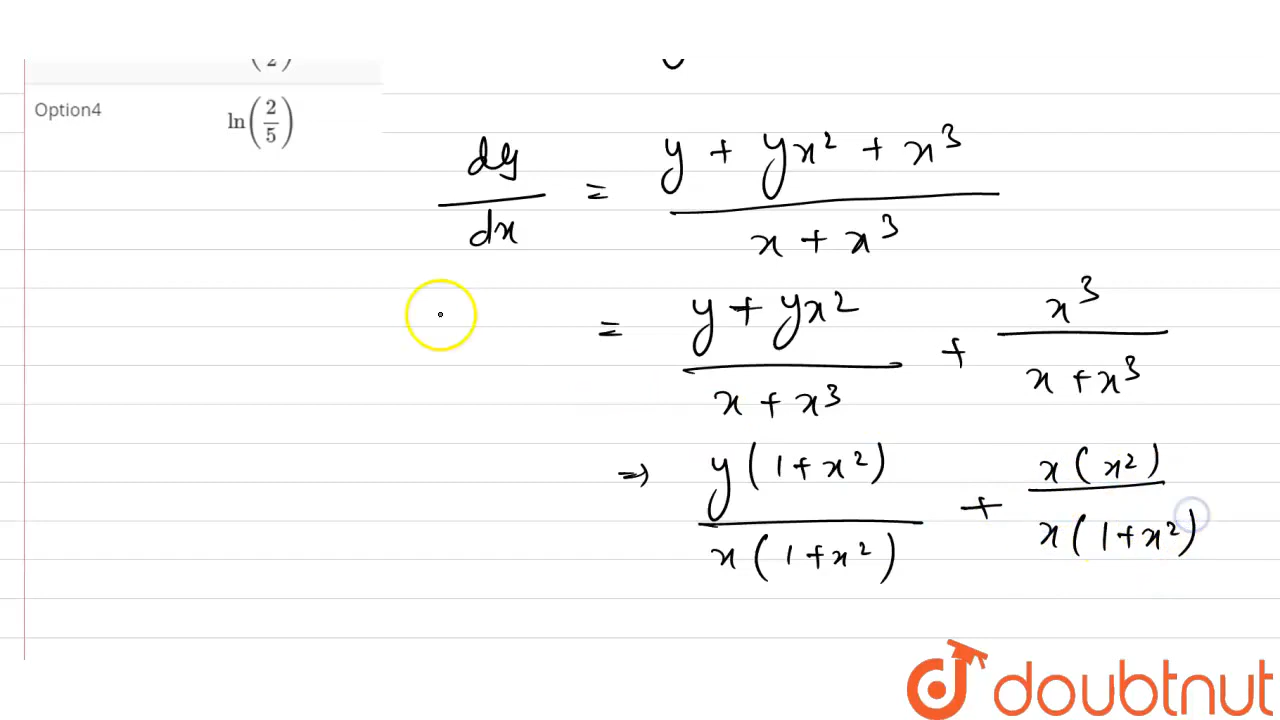 (2)
Option4 ln(2/5)
dy/dx = (y + yx² + x³)/(x + x³)
= (y + yx²)/(x + x³) + x³/(x + x³)
⇒ y(1+x²)/x(1+x²) + x(x²)/x(1+x²)
doubtnut